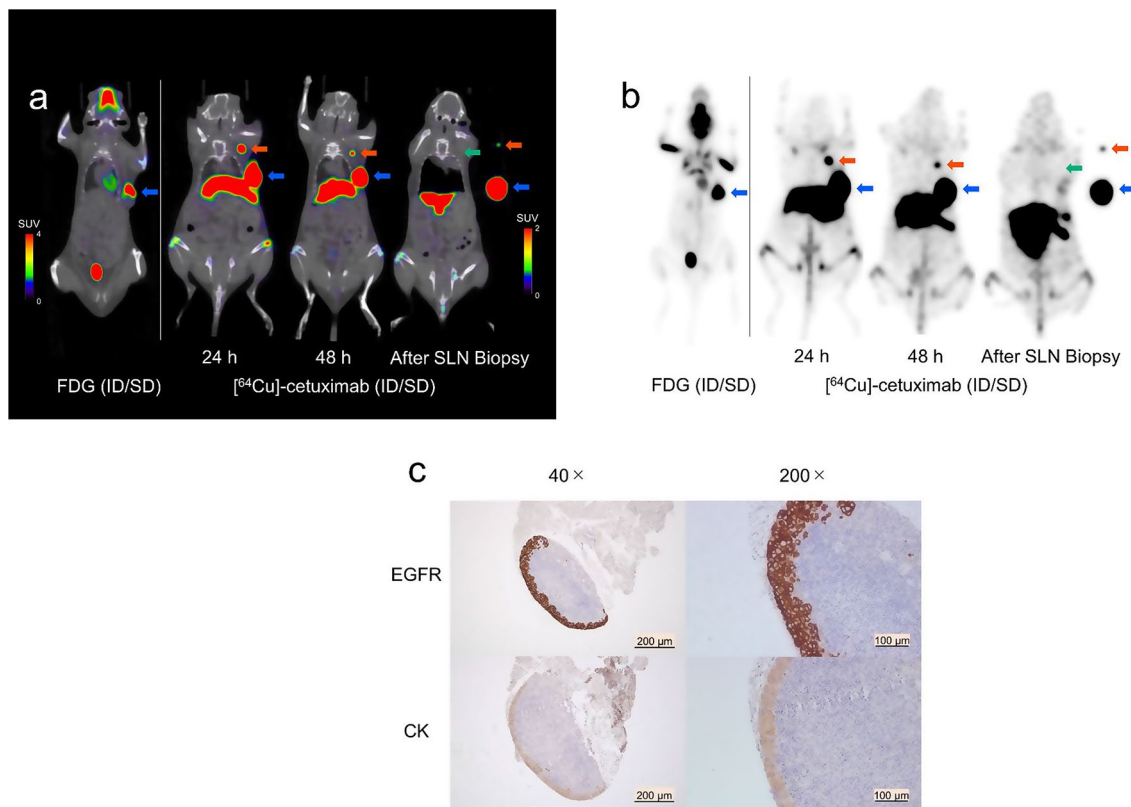 a
SUV
4
0
SUV
2
0
24 h
48 h
After SLN Biopsy
FDG (ID/SD)
[⁶⁴Cu]-cetuximab (ID/SD)
b
24 h
48 h
After SLN Biopsy
FDG (ID/SD)
[⁶⁴Cu]-cetuximab (ID/SD)
c
40×
200×
EGFR
200 µm
100 µm
CK
200 µm
100 µm